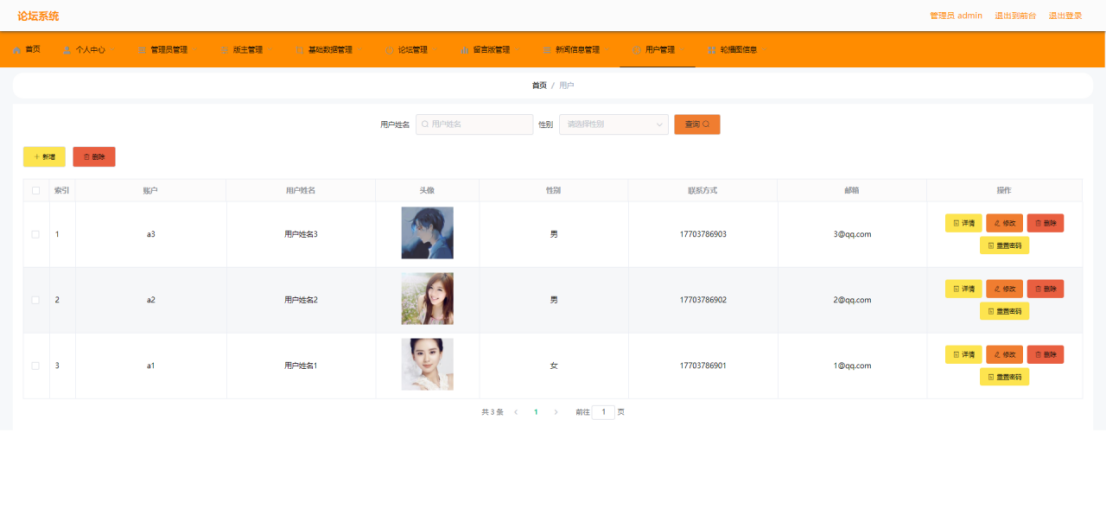 论坛系统 管理员 admin 退出到前台 退出登录
首页 个人中心 管理员管理 版主管理 基础数据管理 论坛管理 留言版管理 新闻信息管理 用户管理 轮播图信息
首页 / 用户
用户姓名 用户姓名 性别 请选择性别 查询
+ 新增 删除
索引 账户 用户姓名 头像 性别 联系方式 邮箱 操作
1 a3 用户姓名3 男 17703786903 3@qq.com 详情 修改 删除
重置密码
2 a2 用户姓名2 男 17703786902 2@qq.com 详情 修改 删除
重置密码
3 a1 用户姓名1 女 17703786901 1@qq.com 详情 修改 删除
重置密码
共 3 条 < 1 > 前往 1 页